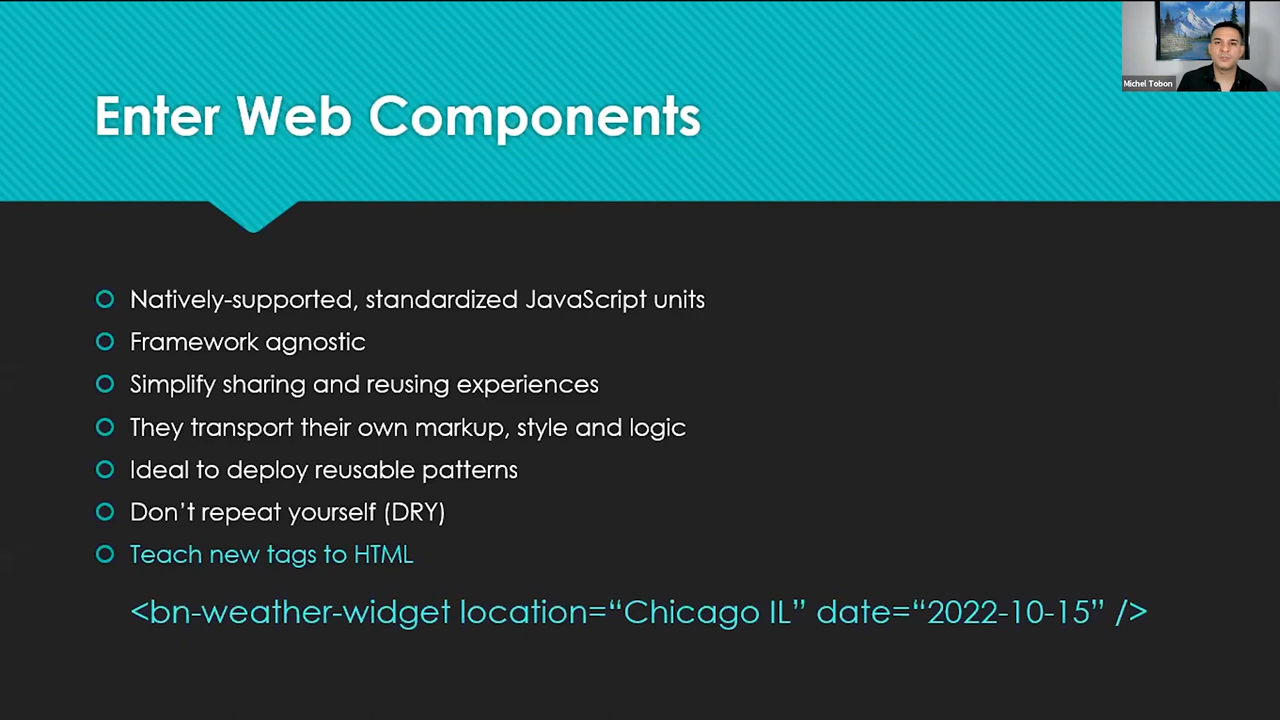 Michel Tobon
Enter Web Components
Natively-supported, standardized JavaScript units
Framework agnostic
Simplify sharing and reusing experiences
They transport their own markup, style and logic
Ideal to deploy reusable patterns
Don’t repeat yourself (DRY)
Teach new tags to HTML
<bn-weather-widget location=“Chicago IL” date=“2022-10-15” />